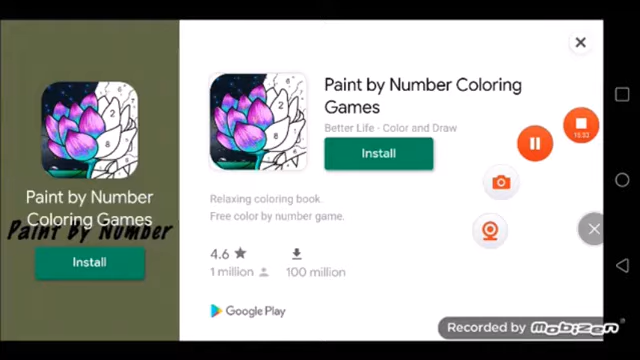 Paint by Number
Coloring Games
Paint by Number
Install
2
8
Paint by Number Coloring
Games
Better Life - Color and Draw
Install
Relaxing coloring book.
Free color by number game.
4.6 ★
1 million
100 million
Google Play
Recorded by Mobizen